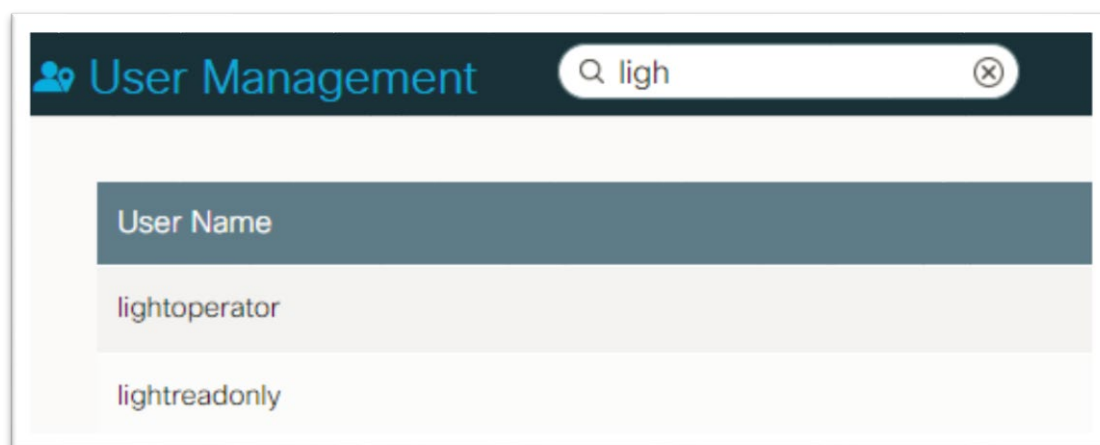 User Management
ligh
User Name
lightoperator
lightreadonly